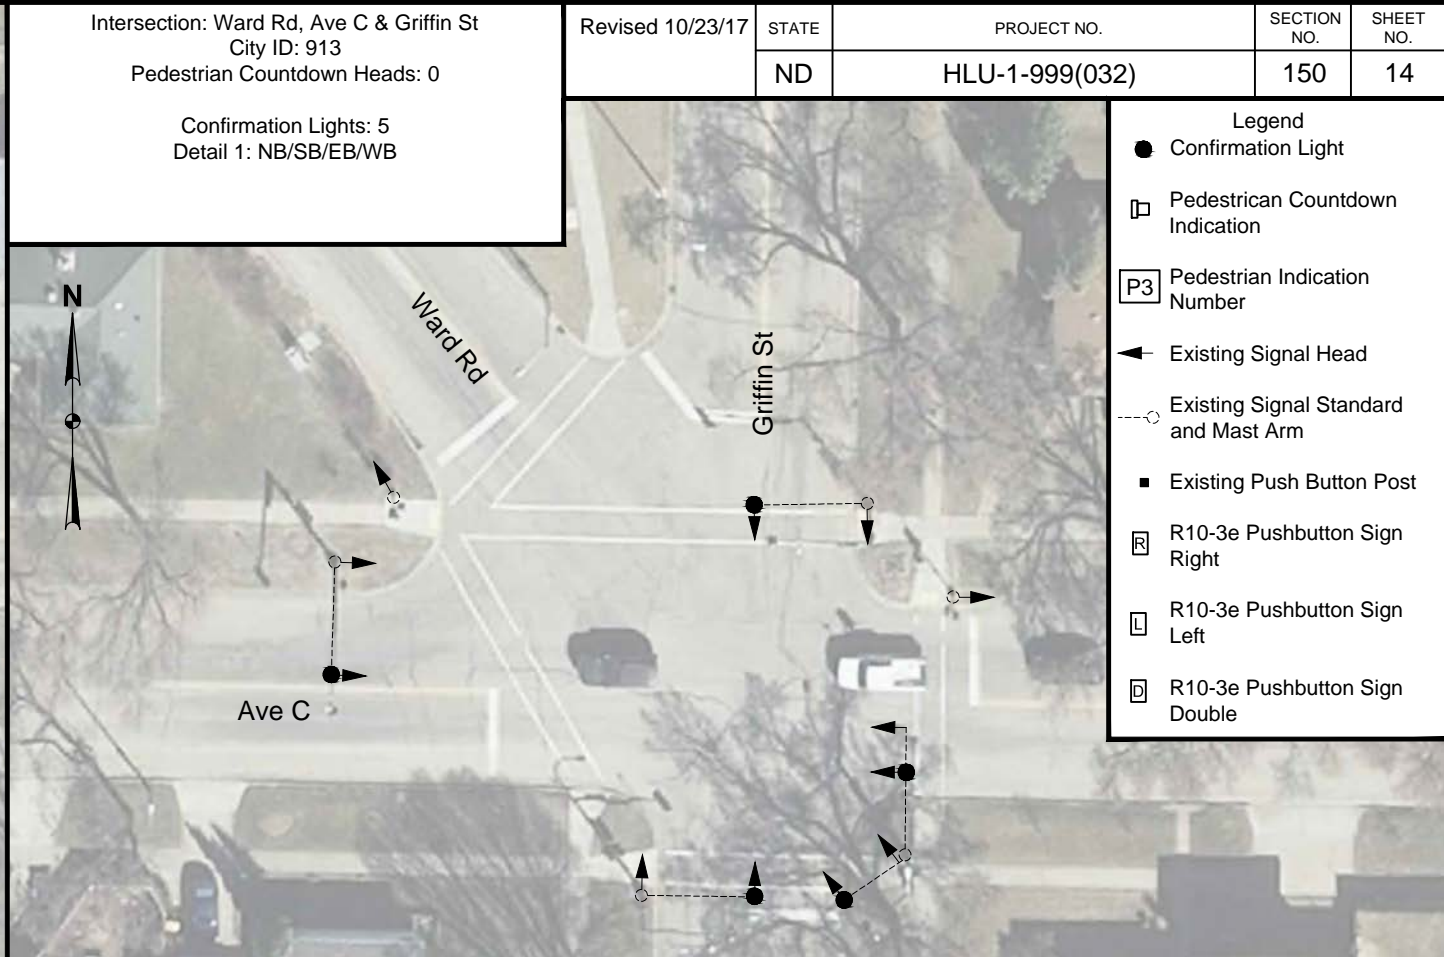 Intersection: Ward Rd, Ave C & Griffin St
City ID: 913
Pedestrian Countdown Heads: 0
Confirmation Lights: 5
Detail 1: NB/SB/EB/WB
Revised 10/23/17
STATE
PROJECT NO.
SECTION
NO.
SHEET
NO.
ND
HLU-1-999(032)
150
14
Legend
Confirmation Light
Pedestrican Countdown
Indication
P3
Pedestrian Indication
Number
Existing Signal Head
Existing Signal Standard
and Mast Arm
Existing Push Button Post
R
R10-3e Pushbutton Sign
Right
L
R10-3e Pushbutton Sign
Left
D
R10-3e Pushbutton Sign
Double
N
Ward Rd
Griffin St
Ave C